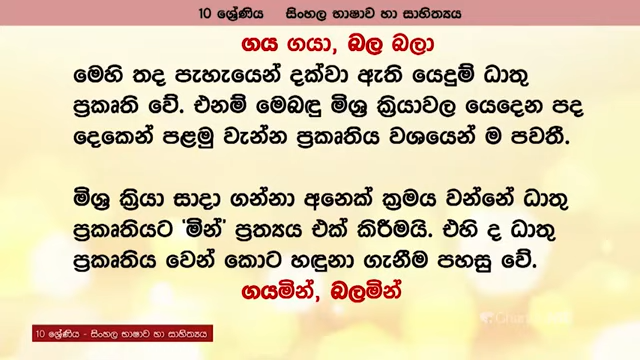 10 ශ්‍රේණිය සිංහල භාෂාව හා සාහිත්‍යය
ගය ගයා, බල බලා
මෙහි තද පැහැයෙන් දක්වා ඇති යෙදුම් ධාතු
ප්‍රකෘති වේ. එනම් මෙබඳු මිශ්‍ර ක්‍රියාවල යෙදෙන පද
දෙකෙන් පළමු වැන්න ප්‍රකෘතිය වශයෙන් ම පවතී.
මිශ්‍ර ක්‍රියා සාදා ගන්නා අනෙක් ක්‍රමය වන්නේ ධාතු
ප්‍රකෘතියට 'මින්' ප්‍රත්‍යය එක් කිරීමයි. එහි ද ධාතු
ප්‍රකෘතිය වෙන් කොට හඳුනා ගැනීම පහසු වේ.
ගයමින්, බලමින්
10 ශ්‍රේණිය - සිංහල භාෂාව හා සාහිත්‍යය